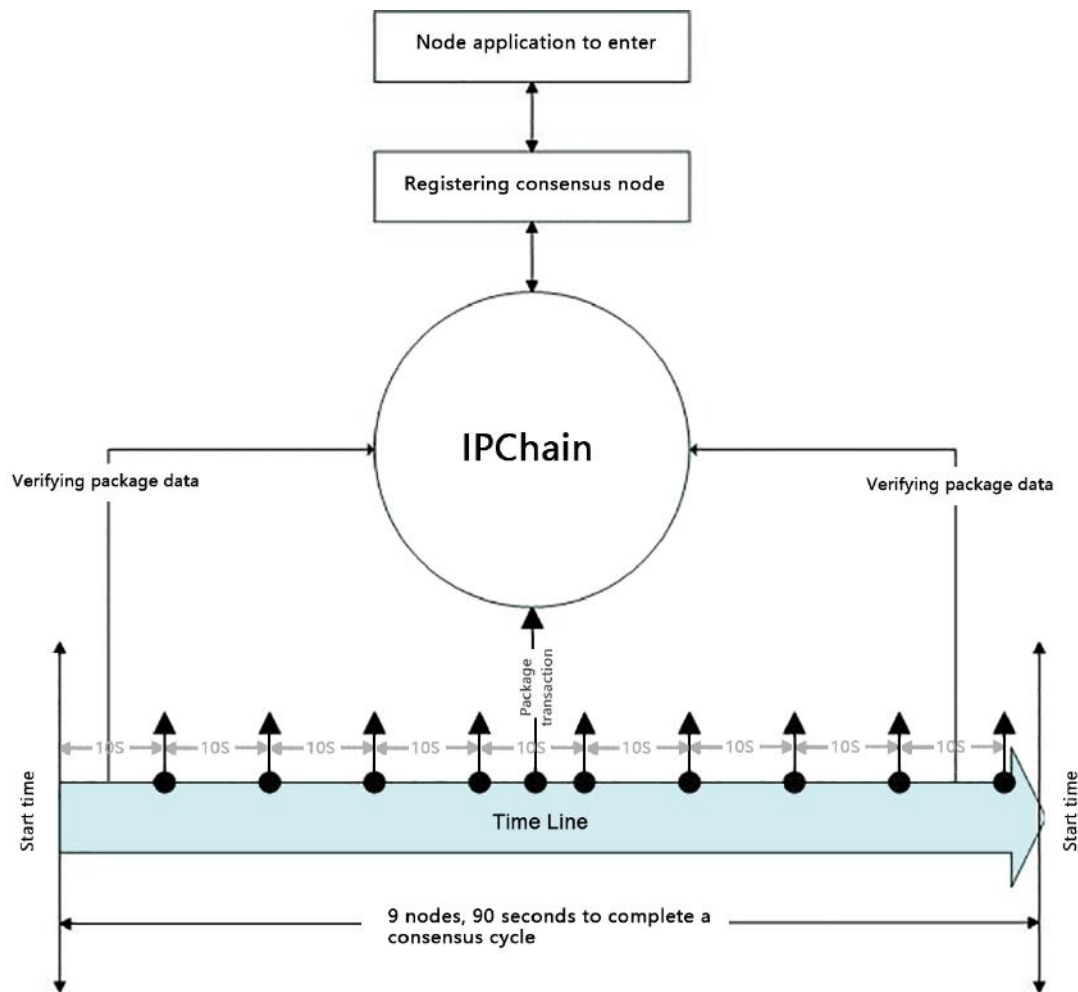 Node application to enter
Registering consensus node
IPChain
Verifying package data
Verifying package data
Package
transaction
10S
10S
10S
10S
10S
10S
10S
10S
10S
Start time
Time Line
Start time
9 nodes, 90 seconds to complete a
consensus cycle